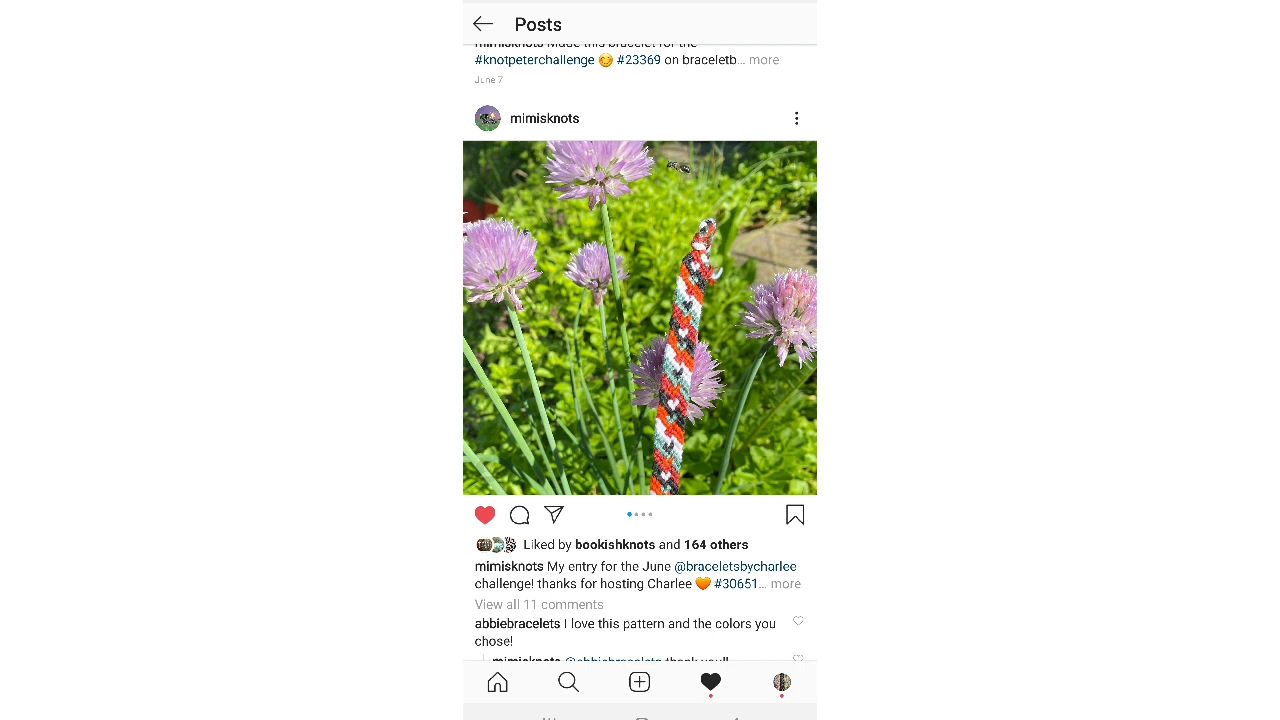 Posts
mimisknots Made this bracelet for the
#knotpeterchallenge 😊 #23369 on braceletb... more
June 7
mimisknots
Liked by bookishknots and 164 others
mimisknots My entry for the June @braceletsbycharlee
challenge! thanks for hosting Charlee 🧡 #30651... more
View all 11 comments
abbiebracelets I love this pattern and the colors you
chose!
mimisknots @abbiebracelets thank you!!